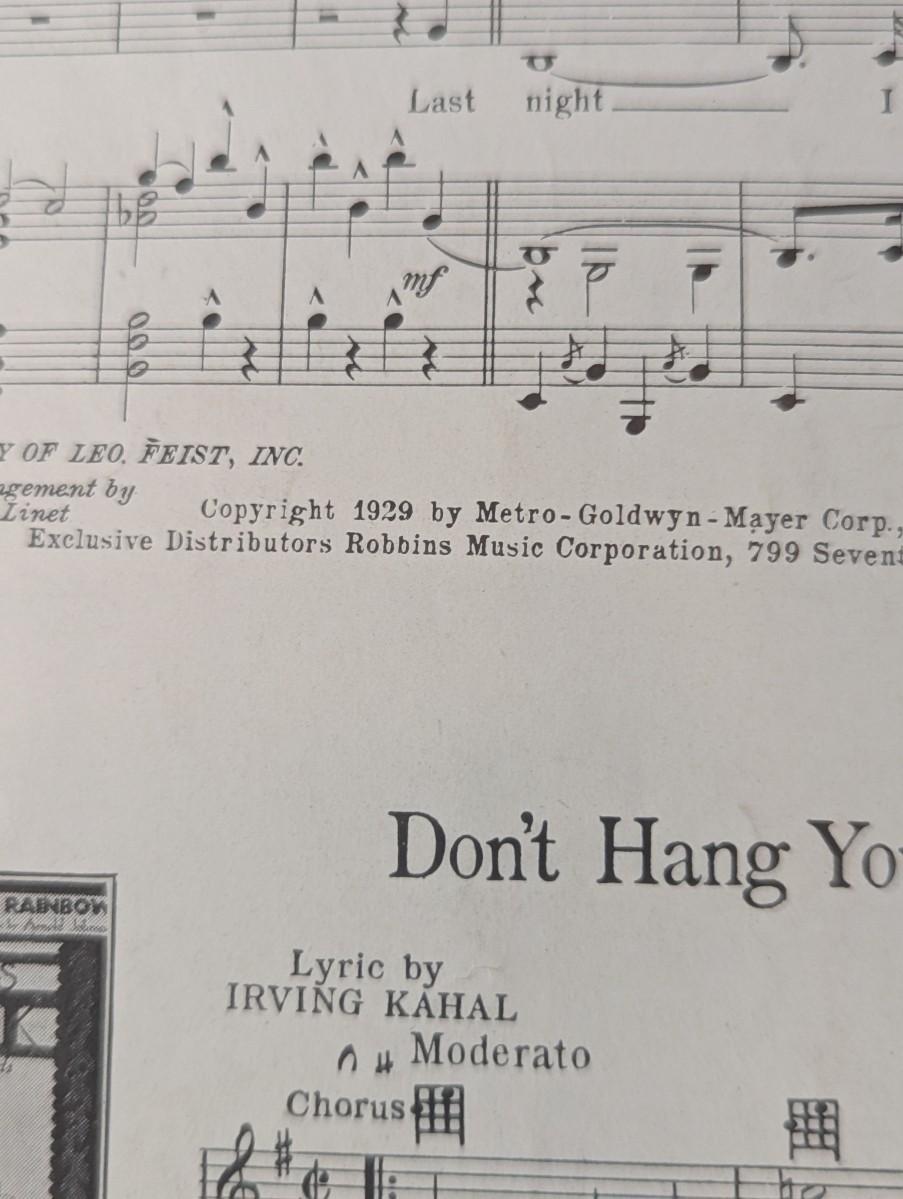 Last night I
mf
Y OF LEO. FEIST, INC.
ngement by
Linet
Copyright 1929 by Metro-Goldwyn-Mayer Corp.,
Exclusive Distributors Robbins Music Corporation, 799 Sevent
Don't Hang Yo
RAINBOW
Lyric by
IRVING KAHAL
Moderato
Chorus